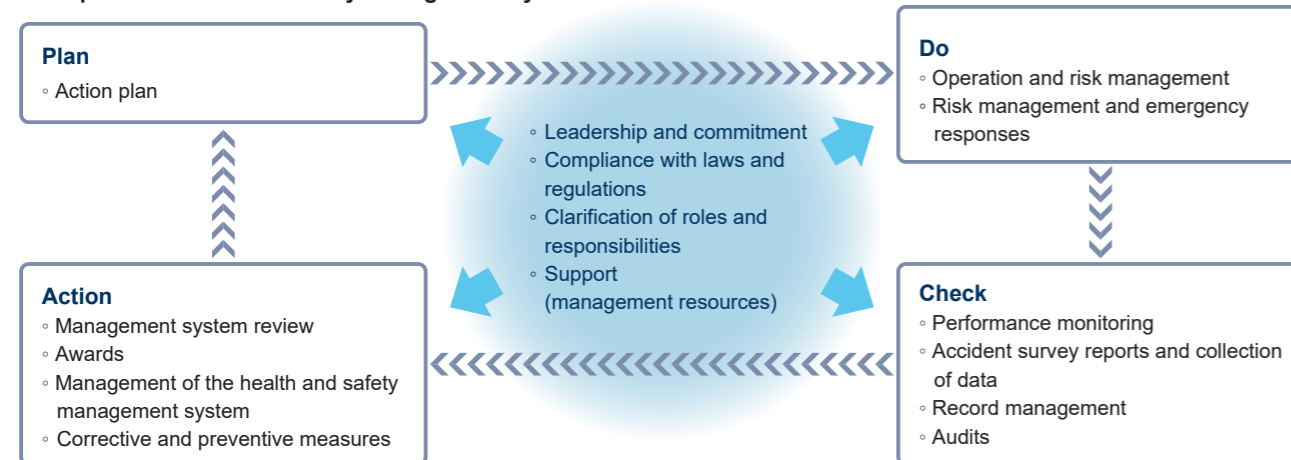 Plan
◦ Action plan
Do
◦ Operation and risk management
◦ Risk management and emergency
responses
◦ Leadership and commitment
◦ Compliance with laws and
regulations
◦ Clarification of roles and
responsibilities
◦ Support
(management resources)
Action
◦ Management system review
◦ Awards
◦ Management of the health and safety
management system
◦ Corrective and preventive measures
Check
◦ Performance monitoring
◦ Accident survey reports and collection
of data
◦ Record management
◦ Audits